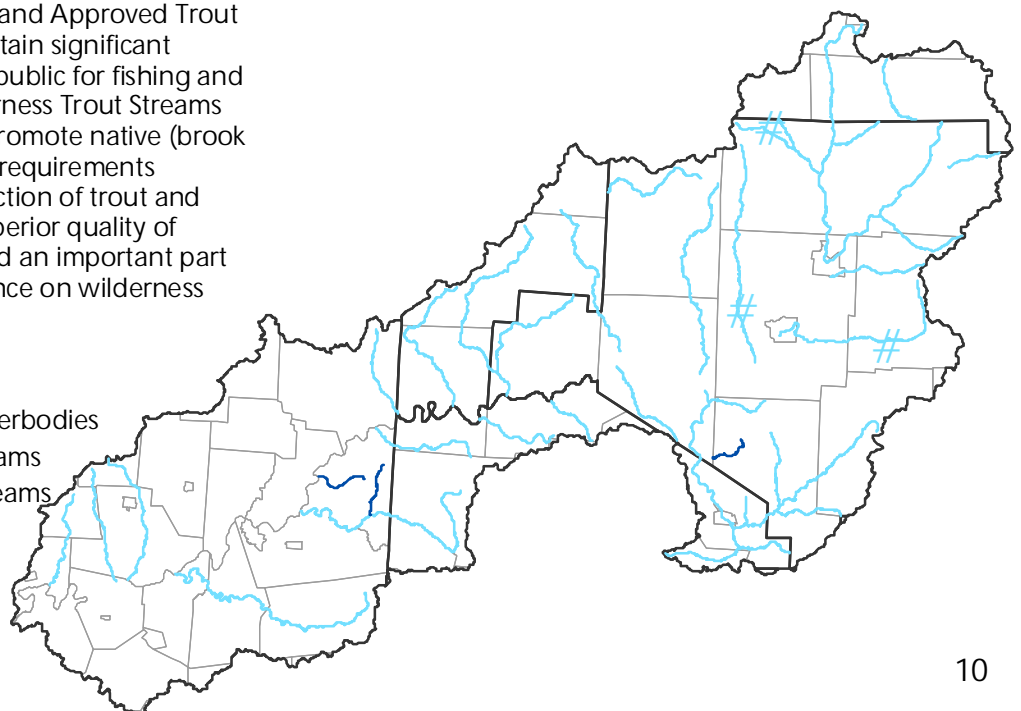 and Approved Trout
tain significant
public for fishing and
rness Trout Streams
romote native (brook
requirements
ction of trout and
perior quality of
d an important part
nce on wilderness
erbodies
ams
eams
10